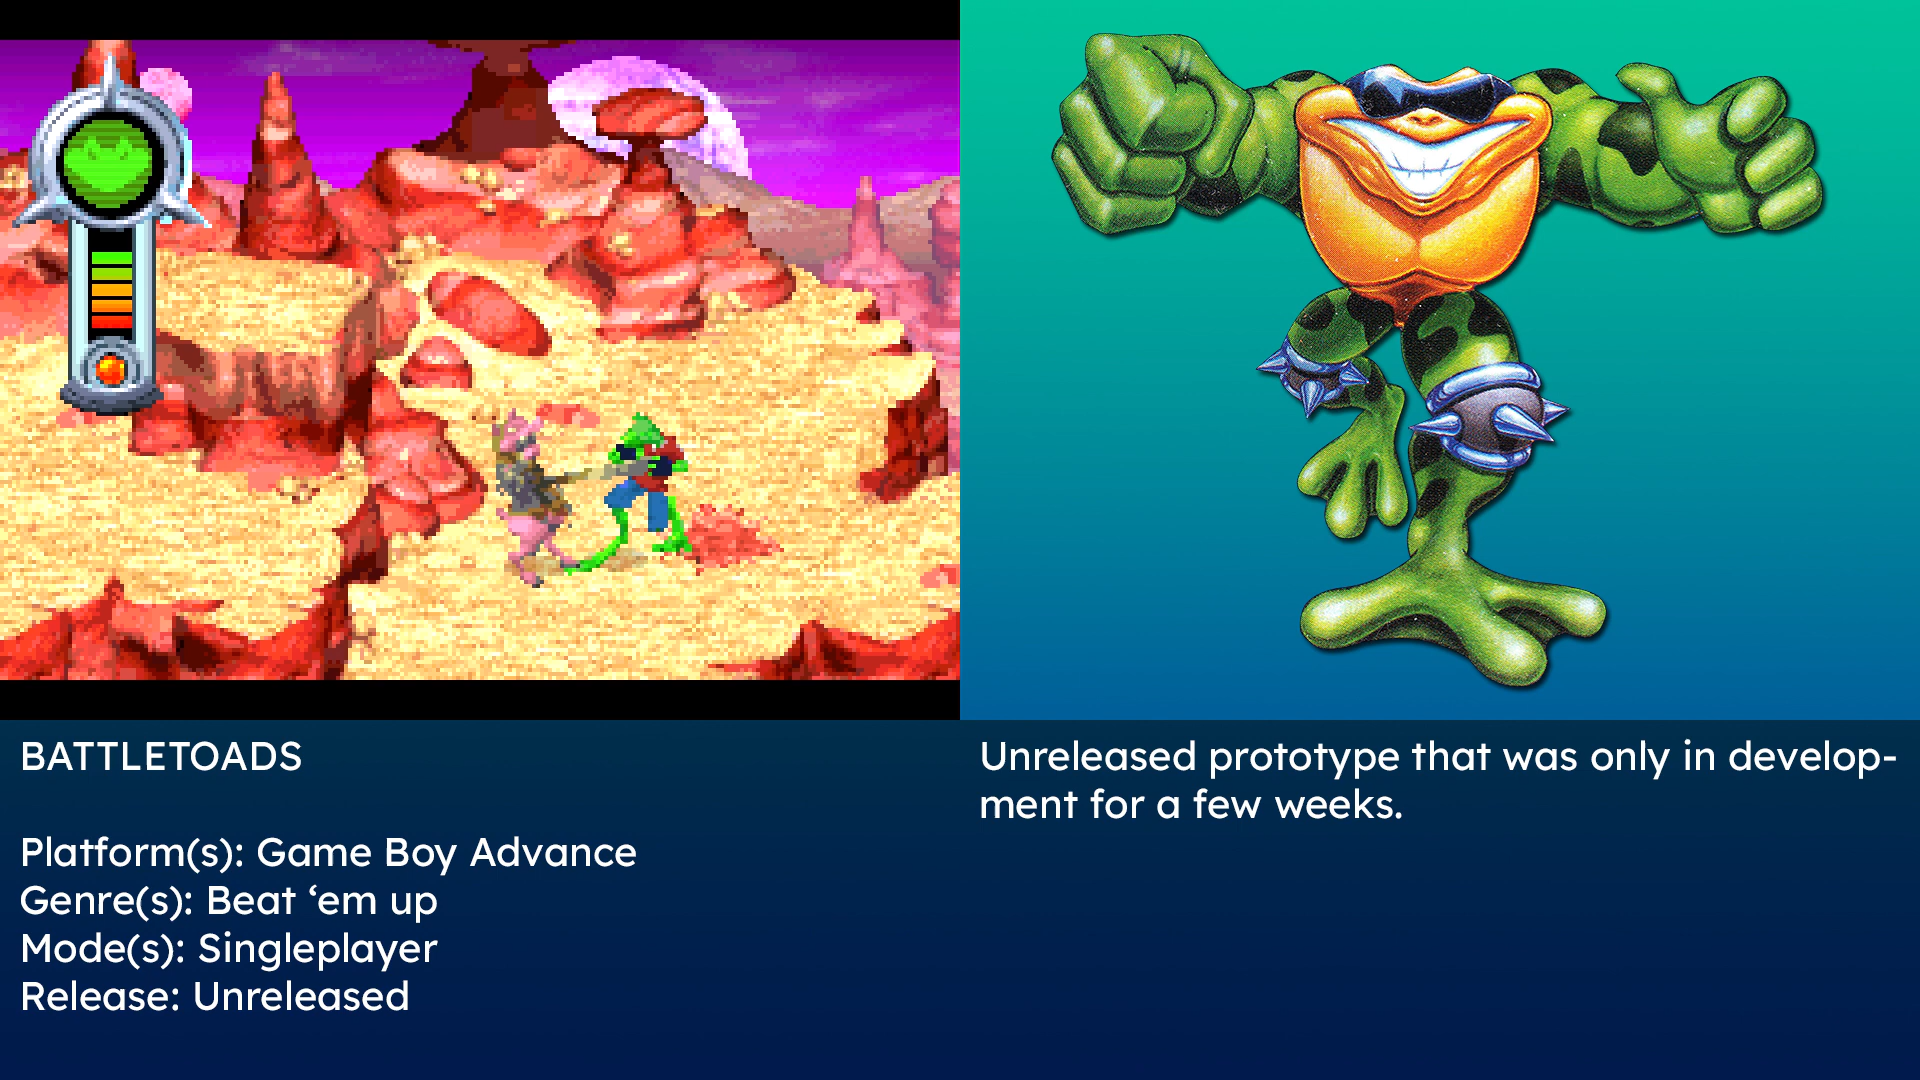 BATTLETOADS
Platform(s): Game Boy Advance
Genre(s): Beat ‘em up
Mode(s): Singleplayer
Release: Unreleased
Unreleased prototype that was only in develop-
ment for a few weeks.